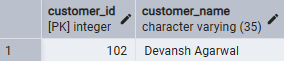 customer_id customer_name
[PK] integer character varying (35)
1 102 Devansh Agarwal